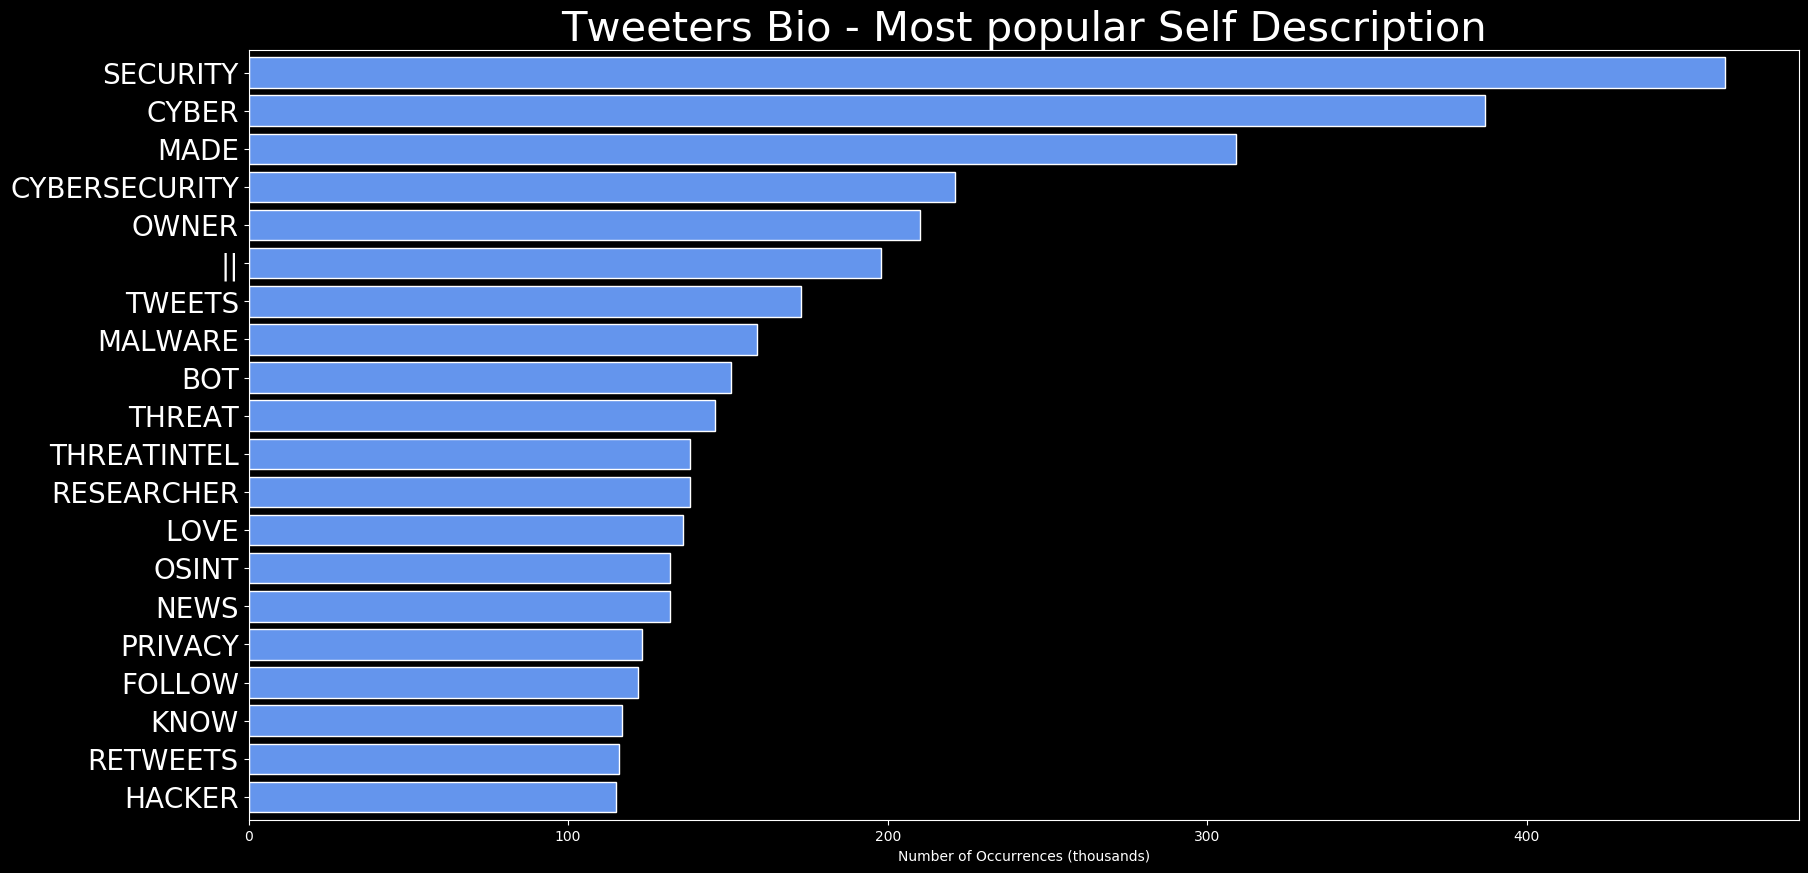 Tweeters Bio - Most popular Self Description
SECURITY
CYBER
MADE
CYBERSECURITY
OWNER
||
TWEETS
MALWARE
BOT
THREAT
THREATINTEL
RESEARCHER
LOVE
OSINT
NEWS
PRIVACY
FOLLOW
KNOW
RETWEETS
HACKER
0 100 200 300 400
Number of Occurrences (thousands)